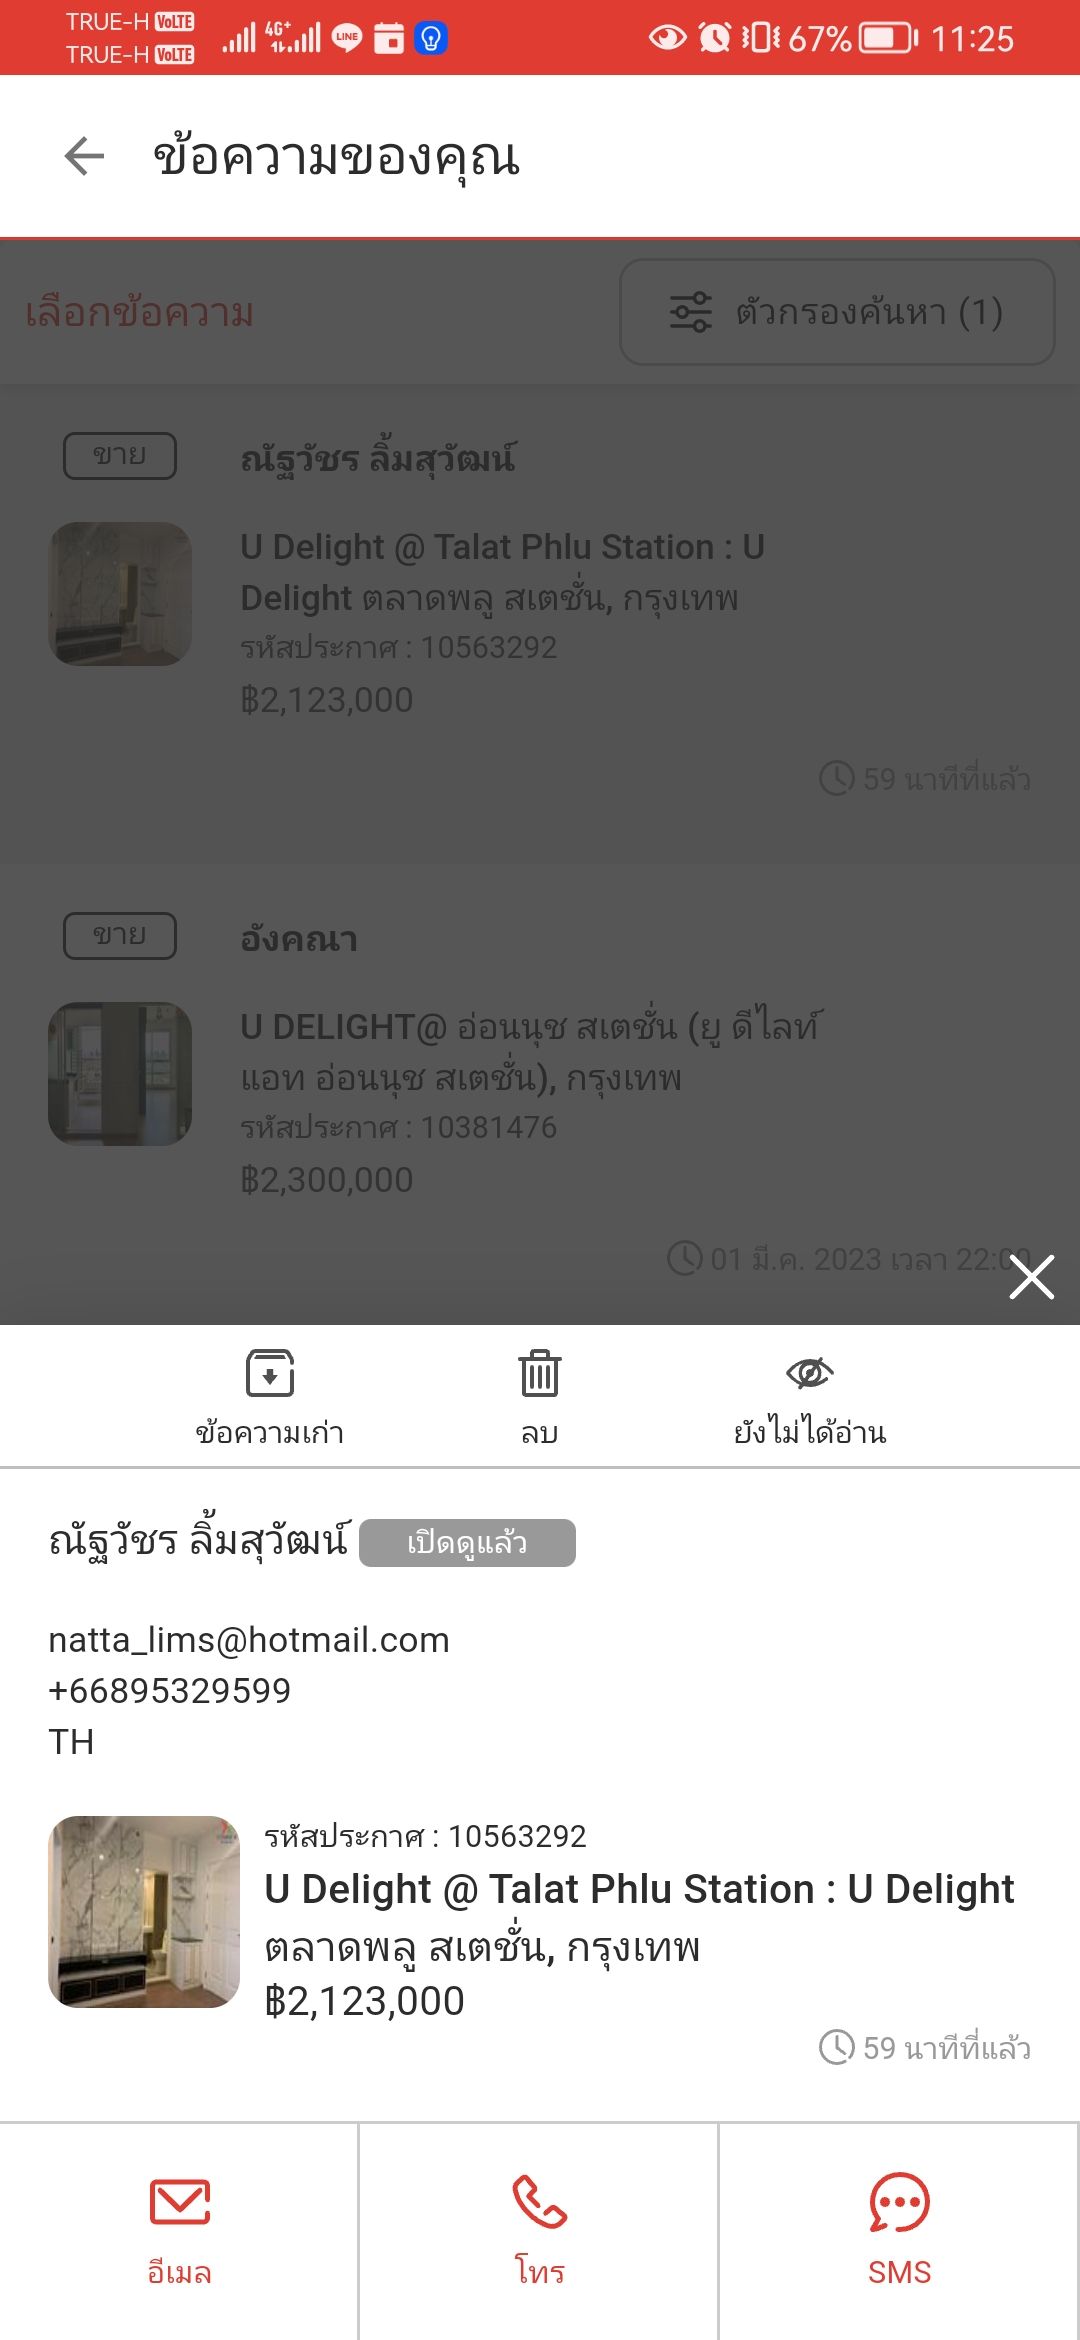 TRUE-H VoLTE
TRUE-H VoLTE
4G+
LINE
67%
11:25
ข้อความของคุณ
เลือกข้อความ
ตัวกรองค้นหา (1)
ขาย
ณัฐวัชร ลิ้มสุวัฒน์
U Delight @ Talat Phlu Station : U
Delight ตลาดพลู สเตชั่น, กรุงเทพ
รหัสประกาศ : 10563292
฿2,123,000
59 นาทีที่แล้ว
ขาย
อังคณา
U DELIGHT@ อ่อนนุช สเตชั่น (ยู ดีไลท์
แอท อ่อนนุช สเตชั่น), กรุงเทพ
รหัสประกาศ : 10381476
฿2,300,000
01 มี.ค. 2023 เวลา 22:00
ข้อความเก่า
ลบ
ยังไม่ได้อ่าน
ณัฐวัชร ลิ้มสุวัฒน์ เปิดดูแล้ว
natta_lims@hotmail.com
+66895329599
TH
รหัสประกาศ : 10563292
U Delight @ Talat Phlu Station : U Delight
ตลาดพลู สเตชั่น, กรุงเทพ
฿2,123,000
59 นาทีที่แล้ว
อีเมล
โทร
SMS